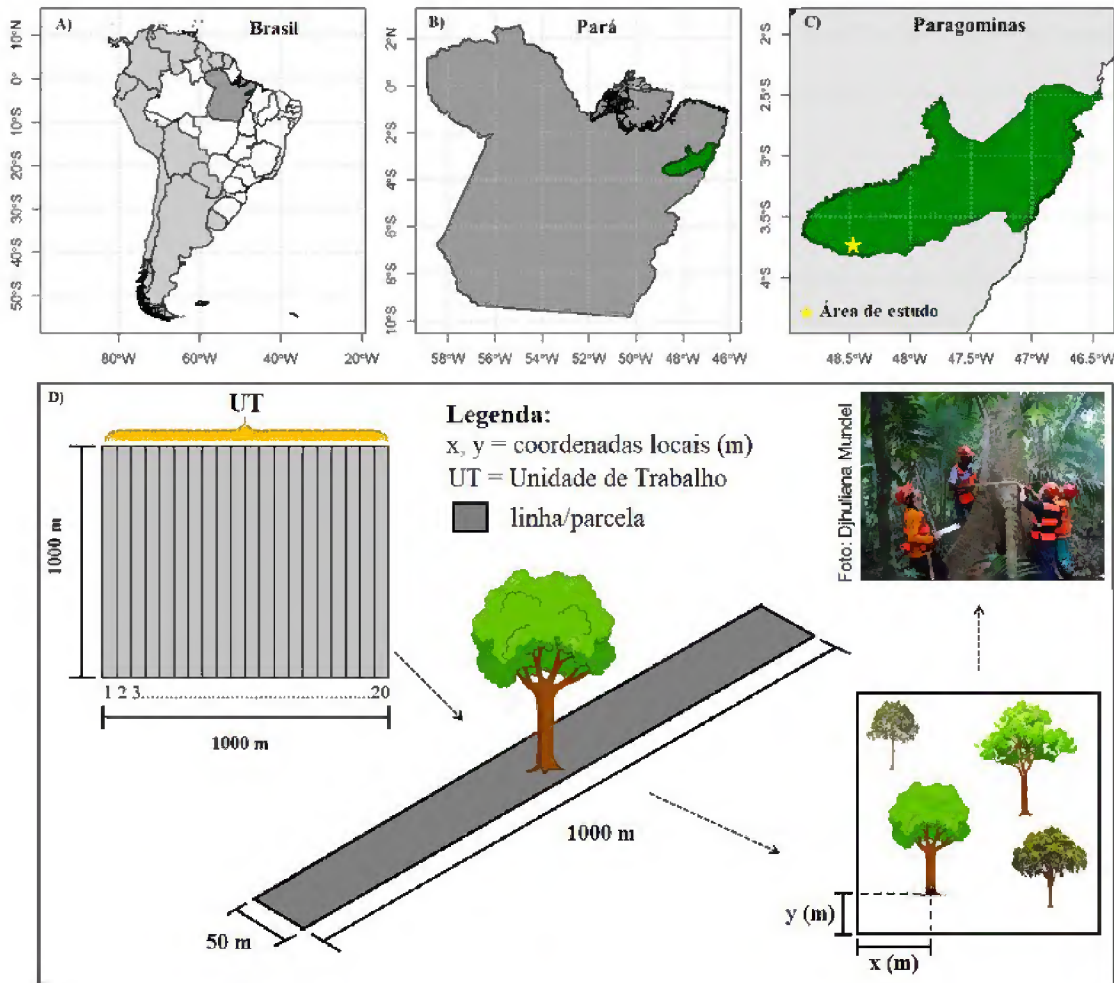 A)
Brasil
10°N
0°
10°S
20°S
30°S
40°S
50°S
80°W
60°W
40°W
20°W
B)
Pará
2°N
0°
2°S
4°S
6°S
8°S
10°S
58°W
56°W
54°W
52°W
50°W
48°W
46°W
C)
Paragominas
2°S
2.5°S
3°S
3.5°S
4°S
Área de estudo
48.5°W
48°W
47.5°W
47°W
46.5°W
D)
UT
1000 m
1 2 3
20
1000 m
Legenda:
x, y = coordenadas locais (m)
UT = Unidade de Trabalho
linha/parcela
Foto: Djhuliana Mundel
1000 m
50 m
y (m)
x (m)